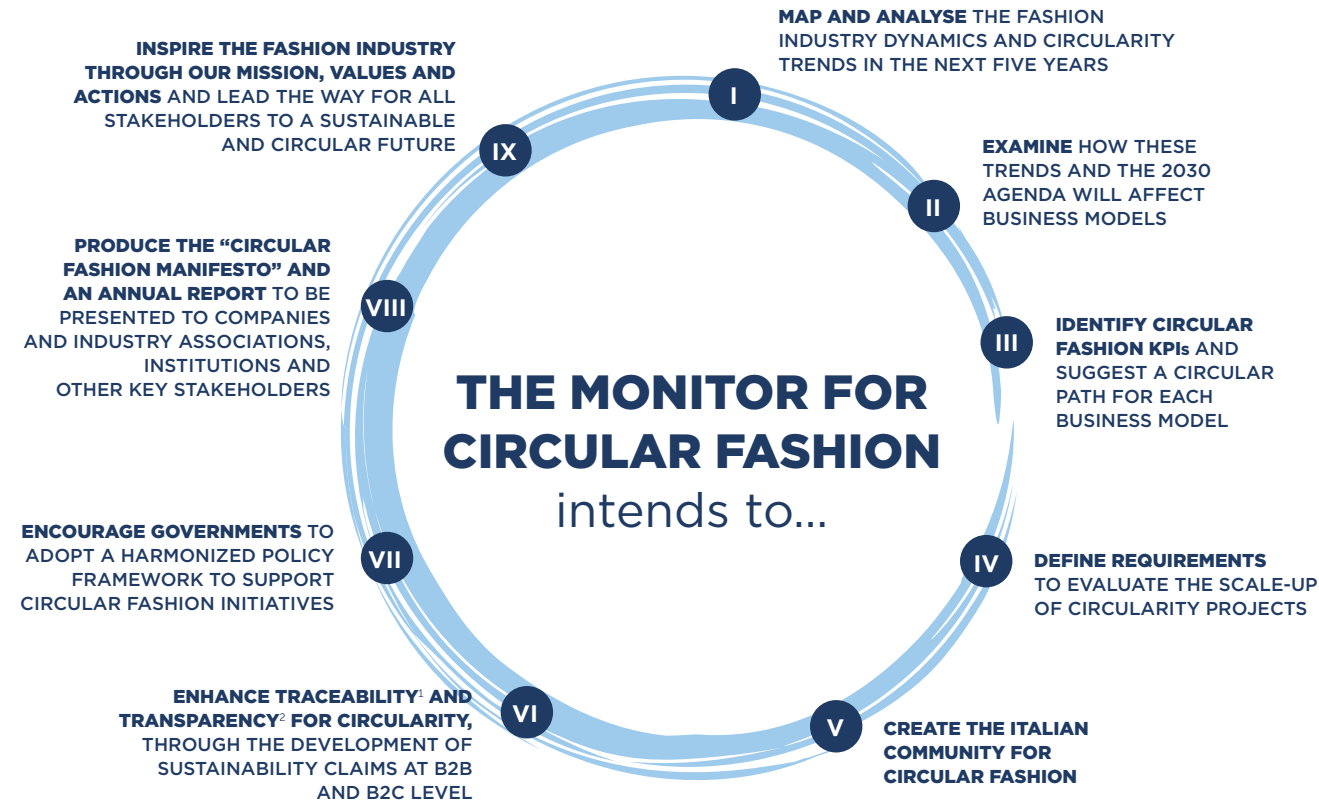 THE MONITOR FOR
CIRCULAR FASHION
intends to...
I
MAP AND ANALYSE THE FASHION
INDUSTRY DYNAMICS AND CIRCULARITY
TRENDS IN THE NEXT FIVE YEARS
II
EXAMINE HOW THESE
TRENDS AND THE 2030
AGENDA WILL AFFECT
BUSINESS MODELS
III
IDENTIFY CIRCULAR
FASHION KPIs AND
SUGGEST A CIRCULAR
PATH FOR EACH
BUSINESS MODEL
IV
DEFINE REQUIREMENTS
TO EVALUATE THE SCALE-UP
OF CIRCULARITY PROJECTS
V
CREATE THE ITALIAN
COMMUNITY FOR
CIRCULAR FASHION
VI
ENHANCE TRACEABILITY¹ AND
TRANSPARENCY² FOR CIRCULARITY,
THROUGH THE DEVELOPMENT OF
SUSTAINABILITY CLAIMS AT B2B
AND B2C LEVEL
VII
ENCOURAGE GOVERNMENTS TO
ADOPT A HARMONIZED POLICY
FRAMEWORK TO SUPPORT
CIRCULAR FASHION INITIATIVES
VIII
PRODUCE THE “CIRCULAR
FASHION MANIFESTO” AND
AN ANNUAL REPORT TO BE
PRESENTED TO COMPANIES
AND INDUSTRY ASSOCIATIONS,
INSTITUTIONS AND
OTHER KEY STAKEHOLDERS
IX
INSPIRE THE FASHION INDUSTRY
THROUGH OUR MISSION, VALUES AND
ACTIONS AND LEAD THE WAY FOR ALL
STAKEHOLDERS TO A SUSTAINABLE
AND CIRCULAR FUTURE